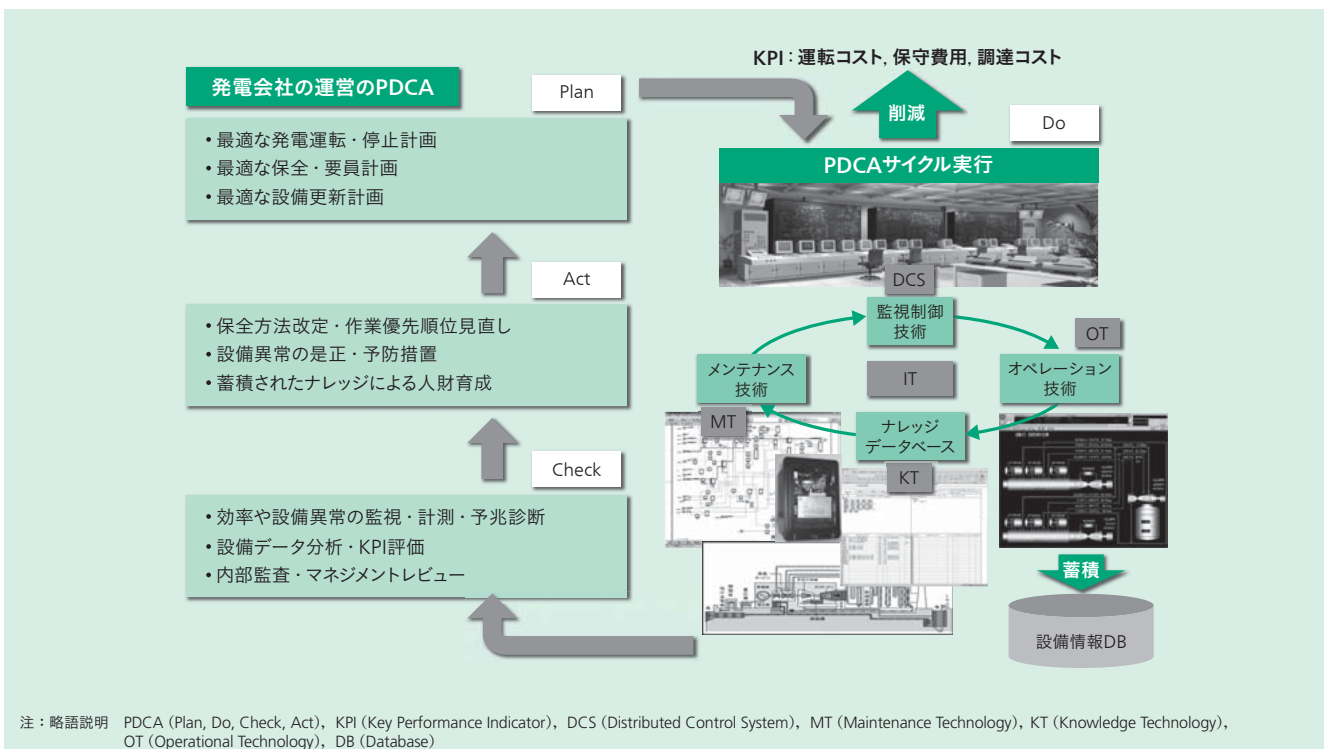 発電会社の運営のPDCA
Plan
• 最適な発電運転・停止計画
• 最適な保全・要員計画
• 最適な設備更新計画
Act
• 保全方法改定・作業優先順位見直し
• 設備異常の是正・予防措置
• 蓄積されたナレッジによる人財育成
Check
• 効率や設備異常の監視・計測・予兆診断
• 設備データ分析・KPI評価
• 内部監査・マネジメントレビュー
KPI：運転コスト, 保守費用, 調達コスト
削減
Do
PDCAサイクル実行
DCS
監視制御
技術
OT
オペレーション
技術
IT
メンテナンス
技術
MT
ナレッジ
データベース
KT
蓄積
設備情報DB
注：略語説明 PDCA（Plan, Do, Check, Act），KPI（Key Performance Indicator），DCS（Distributed Control System），MT（Maintenance Technology），KT（Knowledge Technology），
OT（Operational Technology），DB（Database）